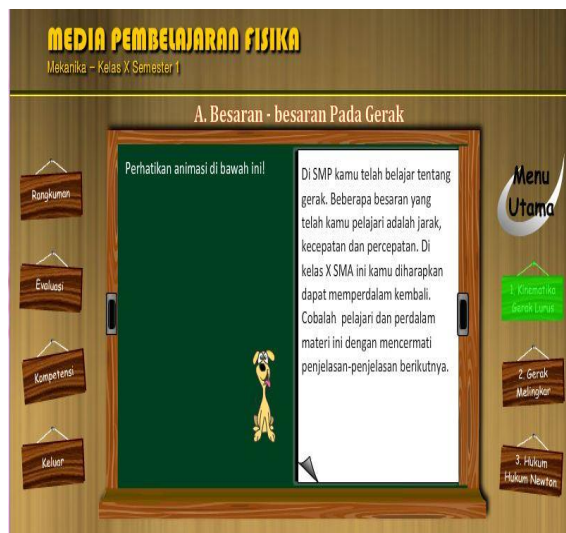 MEDIA PEMBELAJARAN FISIKA
Mekanika – Kelas X Semester 1
A. Besaran - besaran Pada Gerak
Rangkuman
Evaluasi
Kompetensi
Keluar
Perhatikan animasi di bawah ini!
Di SMP kamu telah belajar tentang
gerak. Beberapa besaran yang
telah kamu pelajari adalah jarak,
kecepatan dan percepatan. Di
kelas X SMA ini kamu diharapkan
dapat memperdalam kembali.
Cobalah pelajari dan perdalam
materi ini dengan mencermati
penjelasan-penjelasan berikutnya.
Menu
Utama
1. Kinematika
Gerak Lurus
2. Gerak
Melingkar
3. Hukum
Hukum Newton